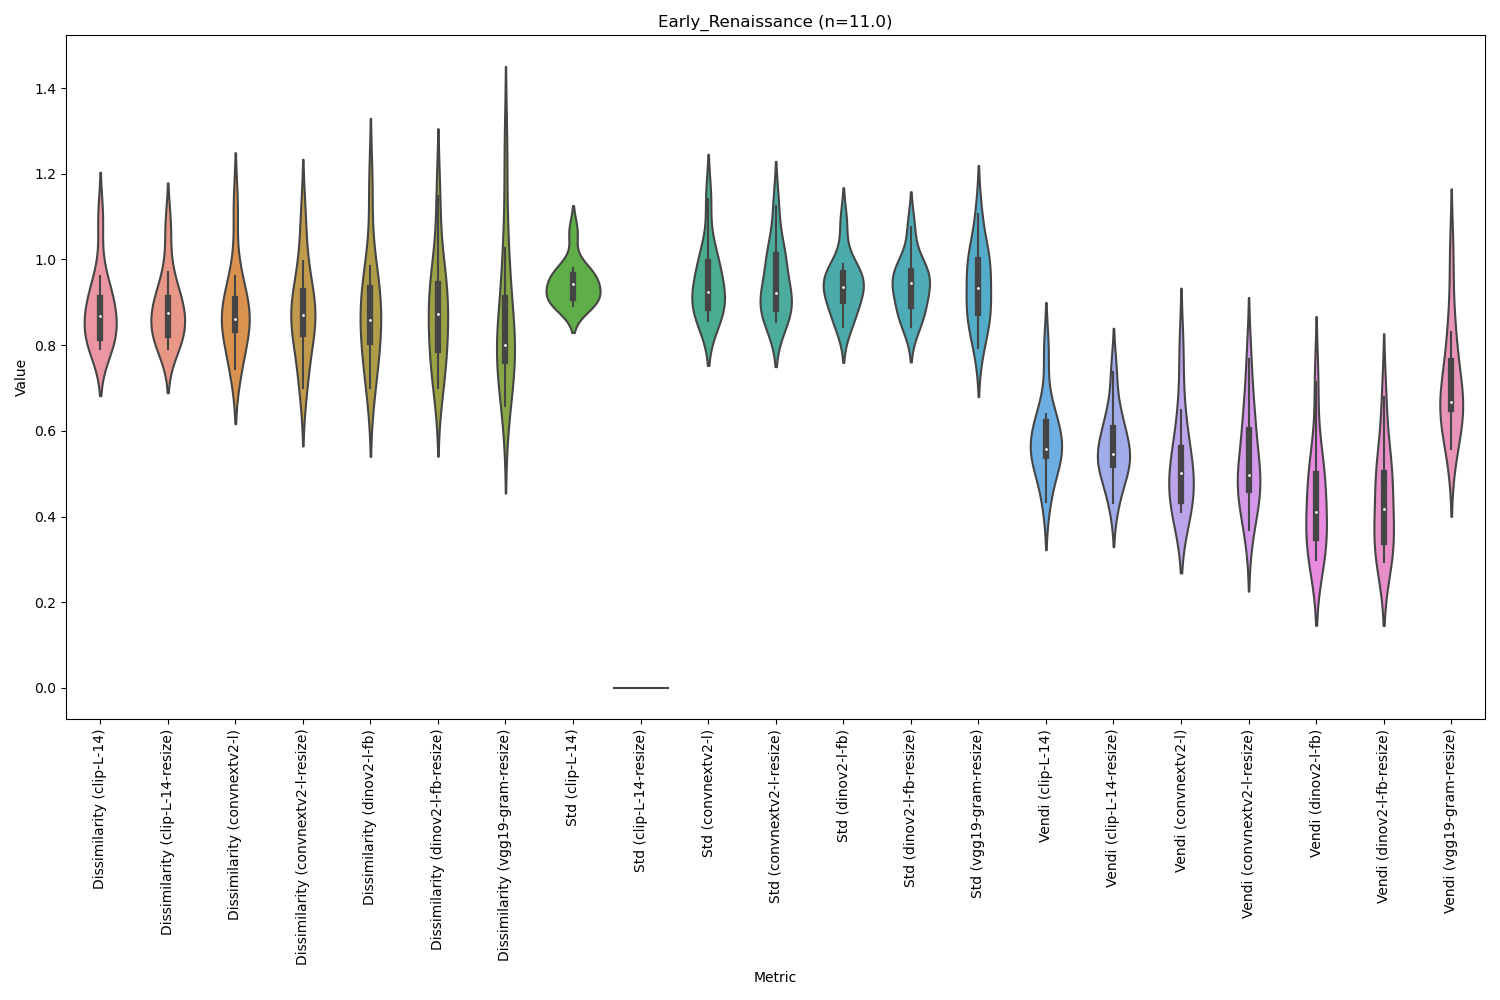 Early_Renaissance (n=11.0)
1.4
1.2
1.0
0.8
0.6
0.4
0.2
0.0
Value
Dissimilarity (clip-L-14)
Dissimilarity (clip-L-14-resize)
Dissimilarity (convnextv2-l)
Dissimilarity (convnextv2-l-resize)
Dissimilarity (dinov2-l-fb)
Dissimilarity (dinov2-l-fb-resize)
Dissimilarity (vgg19-gram-resize)
Std (clip-L-14)
Std (clip-L-14-resize)
Std (convnextv2-l)
Std (convnextv2-l-resize)
Std (dinov2-l-fb)
Std (dinov2-l-fb-resize)
Std (vgg19-gram-resize)
Vendi (clip-L-14)
Vendi (clip-L-14-resize)
Vendi (convnextv2-l)
Vendi (convnextv2-l-resize)
Vendi (dinov2-l-fb)
Vendi (dinov2-l-fb-resize)
Vendi (vgg19-gram-resize)
Metric